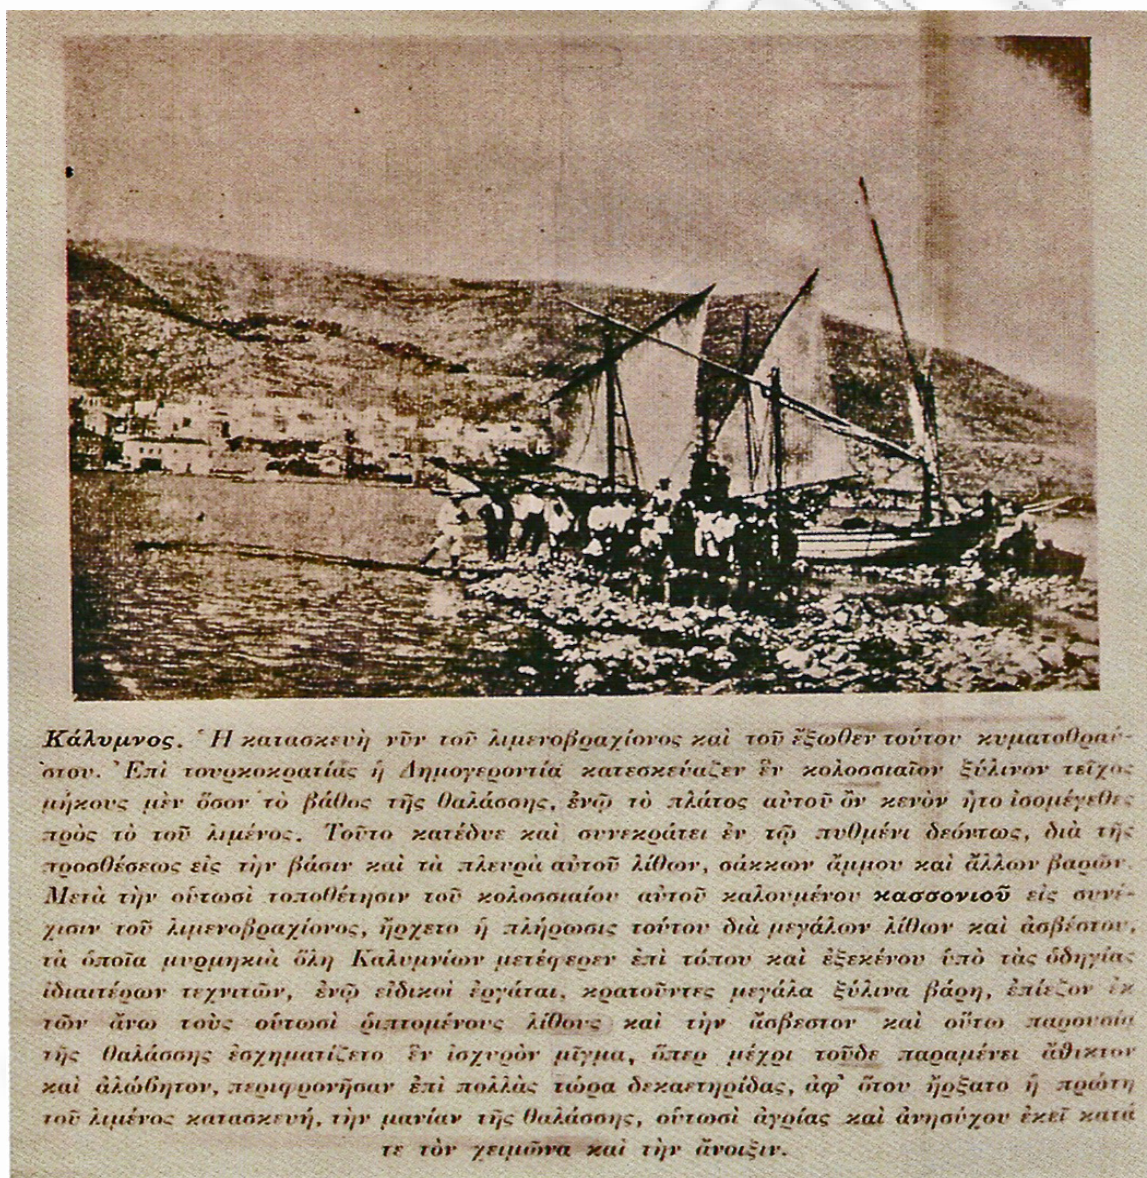 Κάλυμνος. Ἡ κατασκευὴ νῦν τοῦ λιμενοβραχίονος καὶ τοῦ ἔξωθεν τούτου κυματοθραύ-
στου. Ἐπὶ τουρκοκρατίας ἡ Δημογεροντία κατεσκεύαζεν ἓν κολοσσιαῖον ξύλινον τεῖχος
μήκους μὲν ὅσον τὸ βάθος τῆς θαλάσσης, ἐνῷ τὸ πλάτος αὐτοῦ ὂν κενὸν ἦτο ἰσομέγεθες
πρὸς τὸ τοῦ λιμένος. Τοῦτο κατέδυε καὶ συνεκράτει ἐν τῷ πυθμένι δεόντως, διὰ τῆς
προσθέσεως εἰς τὴν βάσιν καὶ τὰ πλευρὰ αὐτοῦ λίθων, σάκκων ἄμμου καὶ ἄλλων βαρῶν.
Μετὰ τὴν οὑτωσὶ τοποθέτησιν τοῦ κολοσσιαίου αὐτοῦ καλουμένου κασσονιοῦ εἰς συνέ-
χισιν τοῦ λιμενοβραχίονος, ἤρχετο ἡ πλήρωσις τούτου διὰ μεγάλων λίθων καὶ ἀσβέστου,
τὰ ὁποῖα μυρμηκιὰ ὅλη Καλυμνίων μετέφερεν ἐπὶ τόπου καὶ ἐξεκένου ὑπὸ τὰς ὁδηγίας
ἰδιαιτέρων τεχνιτῶν, ἐνῷ εἰδικοὶ ἐργάται, κρατοῦντες μεγάλα ξύλινα βάρη, ἐπίεζον ἐκ
τῶν ἄνω τοὺς οὑτωσὶ ῥιπτομένους λίθους καὶ τὴν ἄσβεστον καὶ οὕτω παρουσίᾳ
τῆς θαλάσσης ἐσχηματίζετο ἓν ἰσχυρὸν μῖγμα, ὅπερ μέχρι τοῦδε παραμένει ἄθικτον
καὶ ἀλώβητον, περιφρονῆσαν ἐπὶ πολλὰς τώρα δεκαετηρίδας, ἀφ' ὅτου ἤρξατο ἡ πρώτη
τοῦ λιμένος κατασκευή, τὴν μανίαν τῆς θαλάσσης, οὑτωσὶ ἀγρίας καὶ ἀνησύχου ἐκεῖ κατά
τε τὸν χειμῶνα καὶ τὴν ἄνοιξιν.